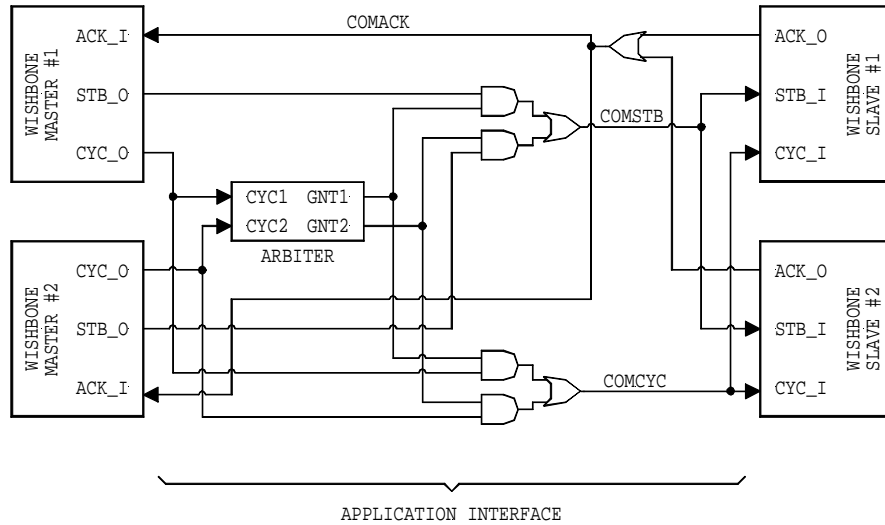 WISHBONE
MASTER #1
ACK_I
STB_O
CYC_O
COMACK
ACK_O
STB_I
CYC_I
WISHBONE
SLAVE #1
COMSTB
CYC1 GNT1
CYC2 GNT2
ARBITER
WISHBONE
MASTER #2
CYC_O
STB_O
ACK_I
COMCYC
ACK_O
STB_I
CYC_I
WISHBONE
SLAVE #2
APPLICATION INTERFACE